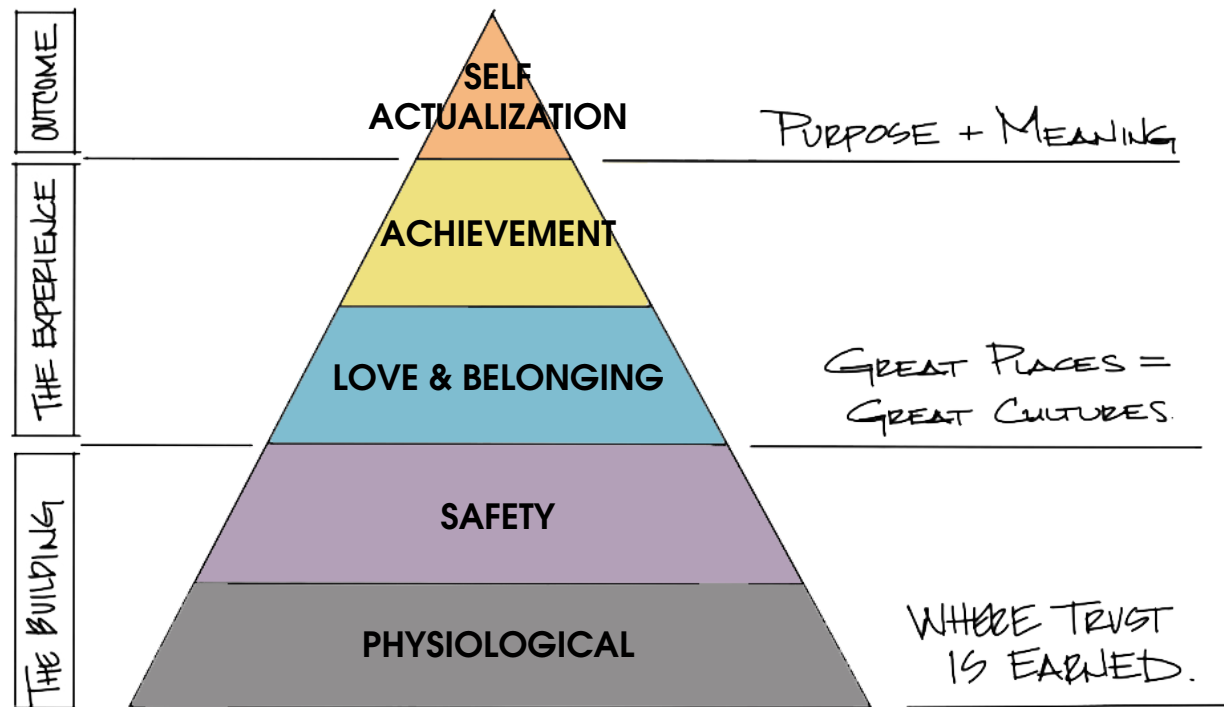 OUTCOME
SELF
ACTUALIZATION
PURPOSE + MEANING
THE EXPERIENCE
ACHIEVEMENT
LOVE & BELONGING
GREAT PLACES =
GREAT CULTURES.
THE BUILDING
SAFETY
PHYSIOLOGICAL
WHERE TRUST
IS EARNED.